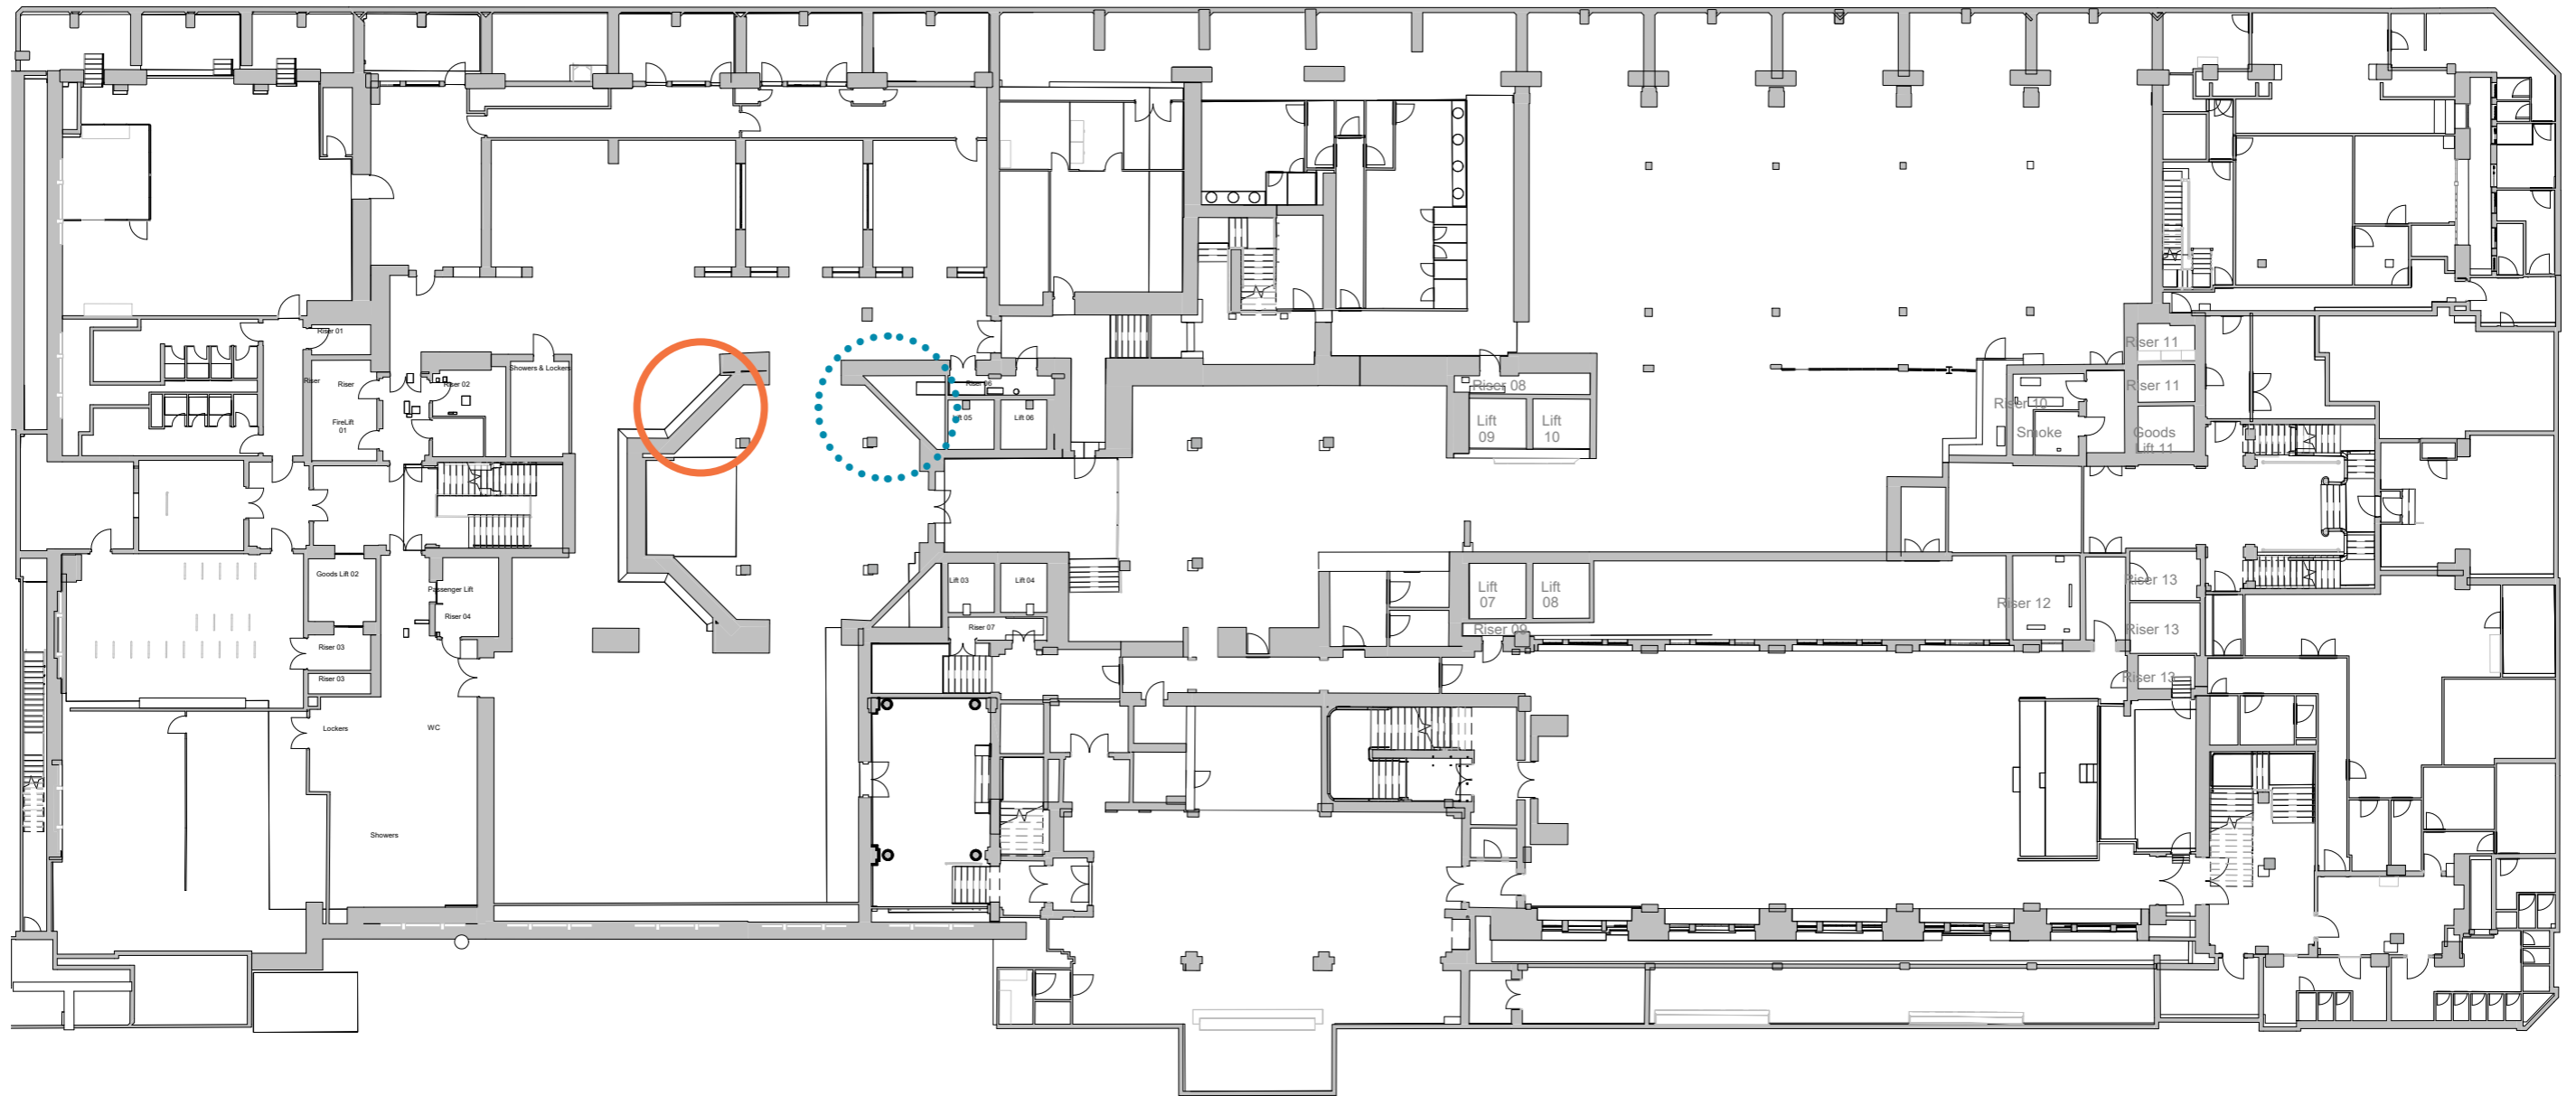 Riser 01
Riser
Riser
FireLift
01
Riser 02
Showers & Lockers
Riser 06
Lift 05
Lift 06
Riser 08
Lift
09
Lift
10
Riser 11
Riser 11
Riser 10
Smoke
Goods
Lift 11
Goods Lift 02
Passenger Lift
Riser 04
Riser 03
Riser 03
Lift 03
Lift 04
Riser 07
Lift
07
Lift
08
Riser 09
Riser 12
Riser 13
Riser 13
Riser 13
Lockers
WC
Showers